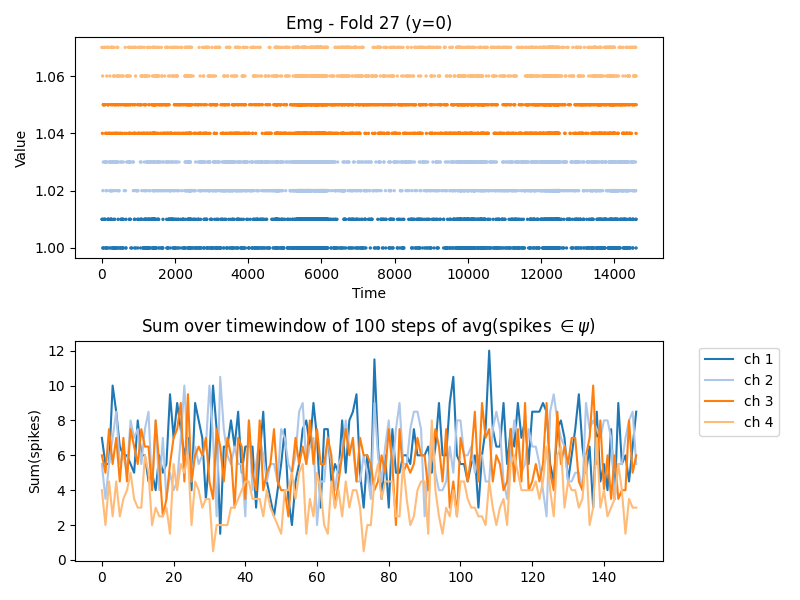 Emg - Fold 27 (y=0)
Value
1.06
1.04
1.02
1.00
0 2000 4000 6000 8000 10000 12000 14000
Time
Sum over timewindow of 100 steps of avg(spikes ∈ ψ)
Sum(spikes)
12
10
8
6
4
2
0
0 20 40 60 80 100 120 140
ch 1
ch 2
ch 3
ch 4